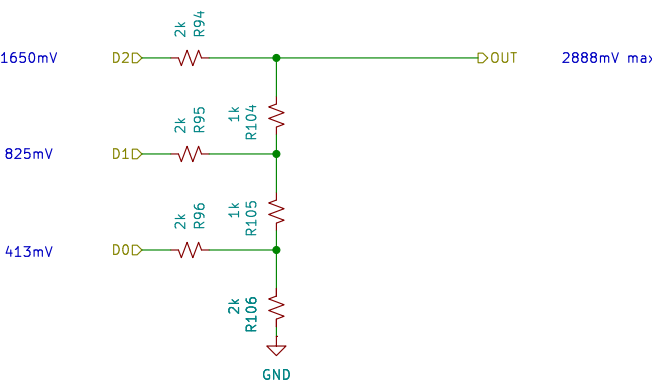 2k
R94
1650mV
D2
OUT
2888mV max
2k
R95
1k
R104
825mV
D1
2k
R96
1k
R105
413mV
D0
2k
R106
GND